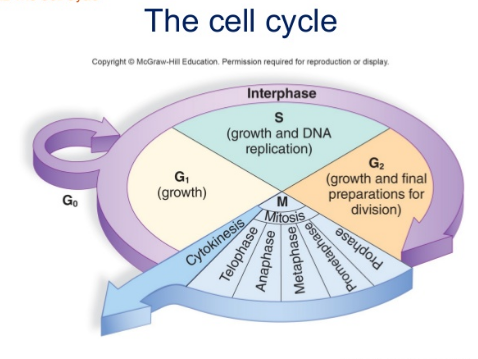 The cell cycle
Copyright © McGraw-Hill Education. Permission required for reproduction or display.
Interphase
S
(growth and DNA
replication)
G₁
(growth)
G₂
(growth and final
preparations for
division)
G₀
M
Mitosis
Cytokinesis
Telophase
Anaphase
Metaphase
Prometaphase
Prophase